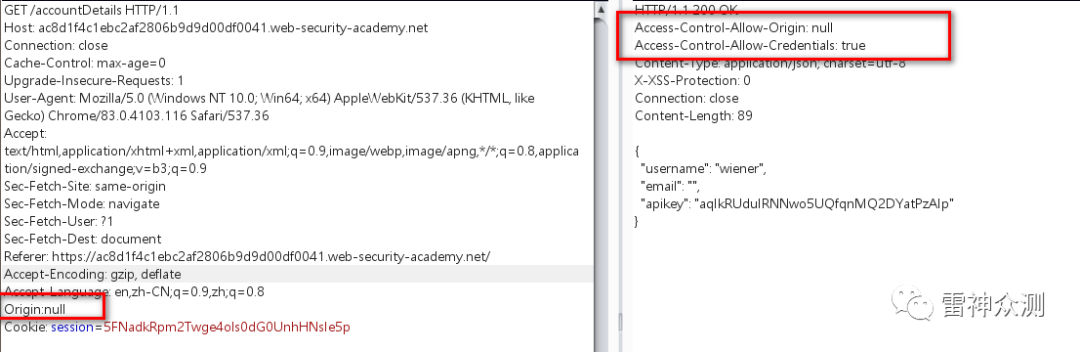 GET /accountDetails HTTP/1.1
Host: ac8d1f4c1ebc2af2806b9d9d00df0041.web-security-academy.net
Connection: close
Cache-Control: max-age=0
Upgrade-Insecure-Requests: 1
User-Agent: Mozilla/5.0 (Windows NT 10.0; Win64; x64) AppleWebKit/537.36 (KHTML, like
Gecko) Chrome/83.0.4103.116 Safari/537.36
Accept:
text/html,application/xhtml+xml,application/xml;q=0.9,image/webp,image/apng,*/*;q=0.8,applica
tion/signed-exchange;v=b3;q=0.9
Sec-Fetch-Site: same-origin
Sec-Fetch-Mode: navigate
Sec-Fetch-User: ?1
Sec-Fetch-Dest: document
Referer: https://ac8d1f4c1ebc2af2806b9d9d00df0041.web-security-academy.net/
Accept-Encoding: gzip, deflate
Accept-Language: en,zh-CN;q=0.9,zh;q=0.8
Origin:null
Cookie: session=5FNadkRpm2Twge4ols0dG0UnhHNsIe5p
HTTP/1.1 200 OK
Access-Control-Allow-Origin: null
Access-Control-Allow-Credentials: true
Content-Type: application/json; charset=utf-8
X-XSS-Protection: 0
Connection: close
Content-Length: 89
{
"username": "wiener",
"email": "",
"apikey": "aqIkRUduIRNNwo5UQfqnMQ2DYatPzAIp"
}
雷神众测